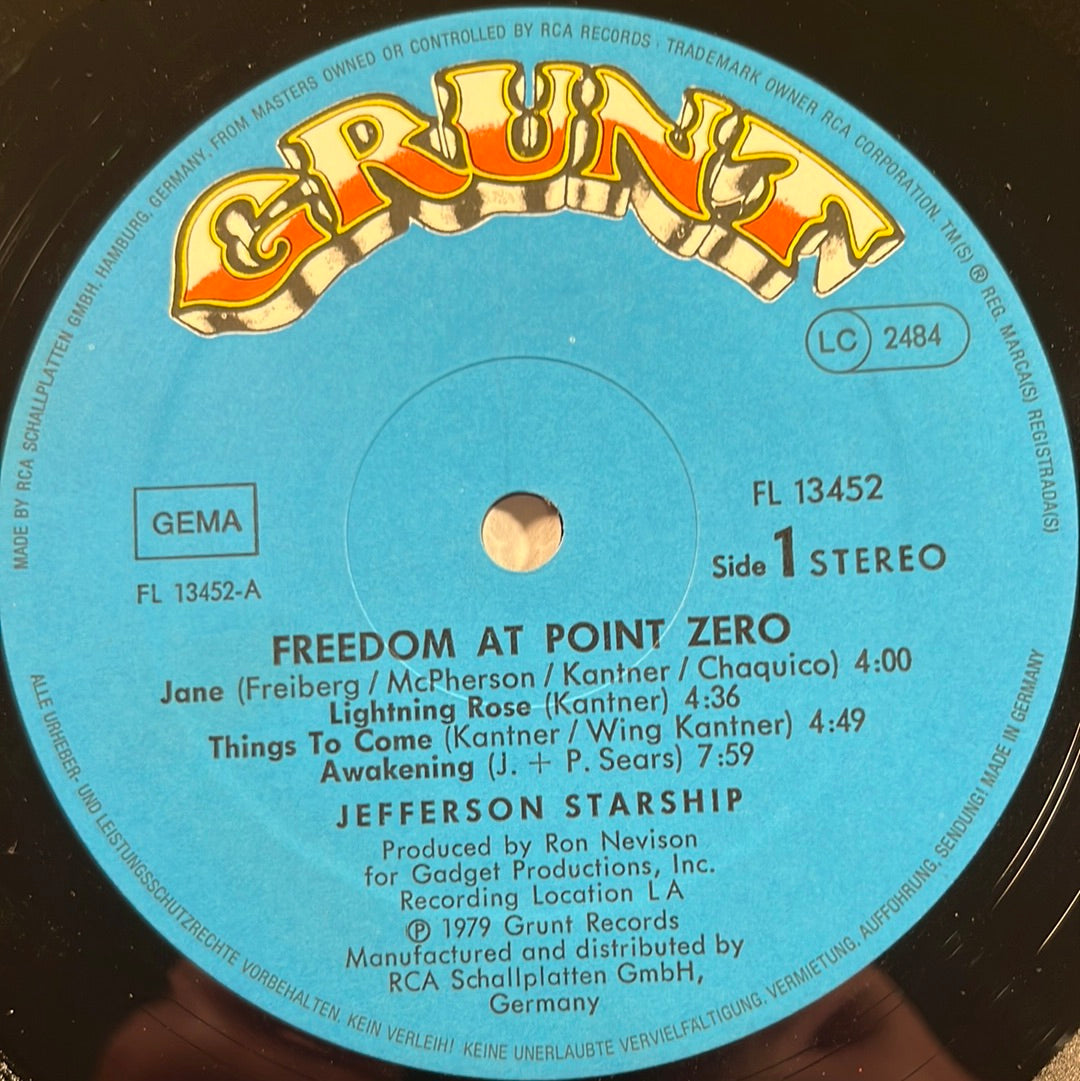 MADE BY RCA SCHALLPLATTEN GMBH. HAMBURG, GERMANY, FROM MASTERS OWNED OR CONTROLLED BY RCA RECORDS · TRADEMARK OWNER RCA CORPORATION. TM(S) ® REG. MARCA(S) REGISTRADA(S)
GRUNT
LC 2484
GEMA
FL 13452-A
FL 13452
Side 1 STEREO
FREEDOM AT POINT ZERO
Jane (Freiberg / McPherson / Kantner / Chaquico) 4:00
Lightning Rose (Kantner) 4:36
Things To Come (Kantner / Wing Kantner) 4:49
Awakening (J. + P. Sears) 7:59
JEFFERSON STARSHIP
Produced by Ron Nevison
for Gadget Productions, Inc.
Recording Location L A
℗ 1979 Grunt Records
Manufactured and distributed by
RCA Schallplatten GmbH,
Germany
ALLE URHEBER- UND LEISTUNGSSCHUTZRECHTE VORBEHALTEN. KEIN VERLEIH! KEINE UNERLAUBTE VERVIELFÄLTIGUNG, VERMIETUNG, AUFFÜHRUNG, SENDUNG! MADE IN GERMANY